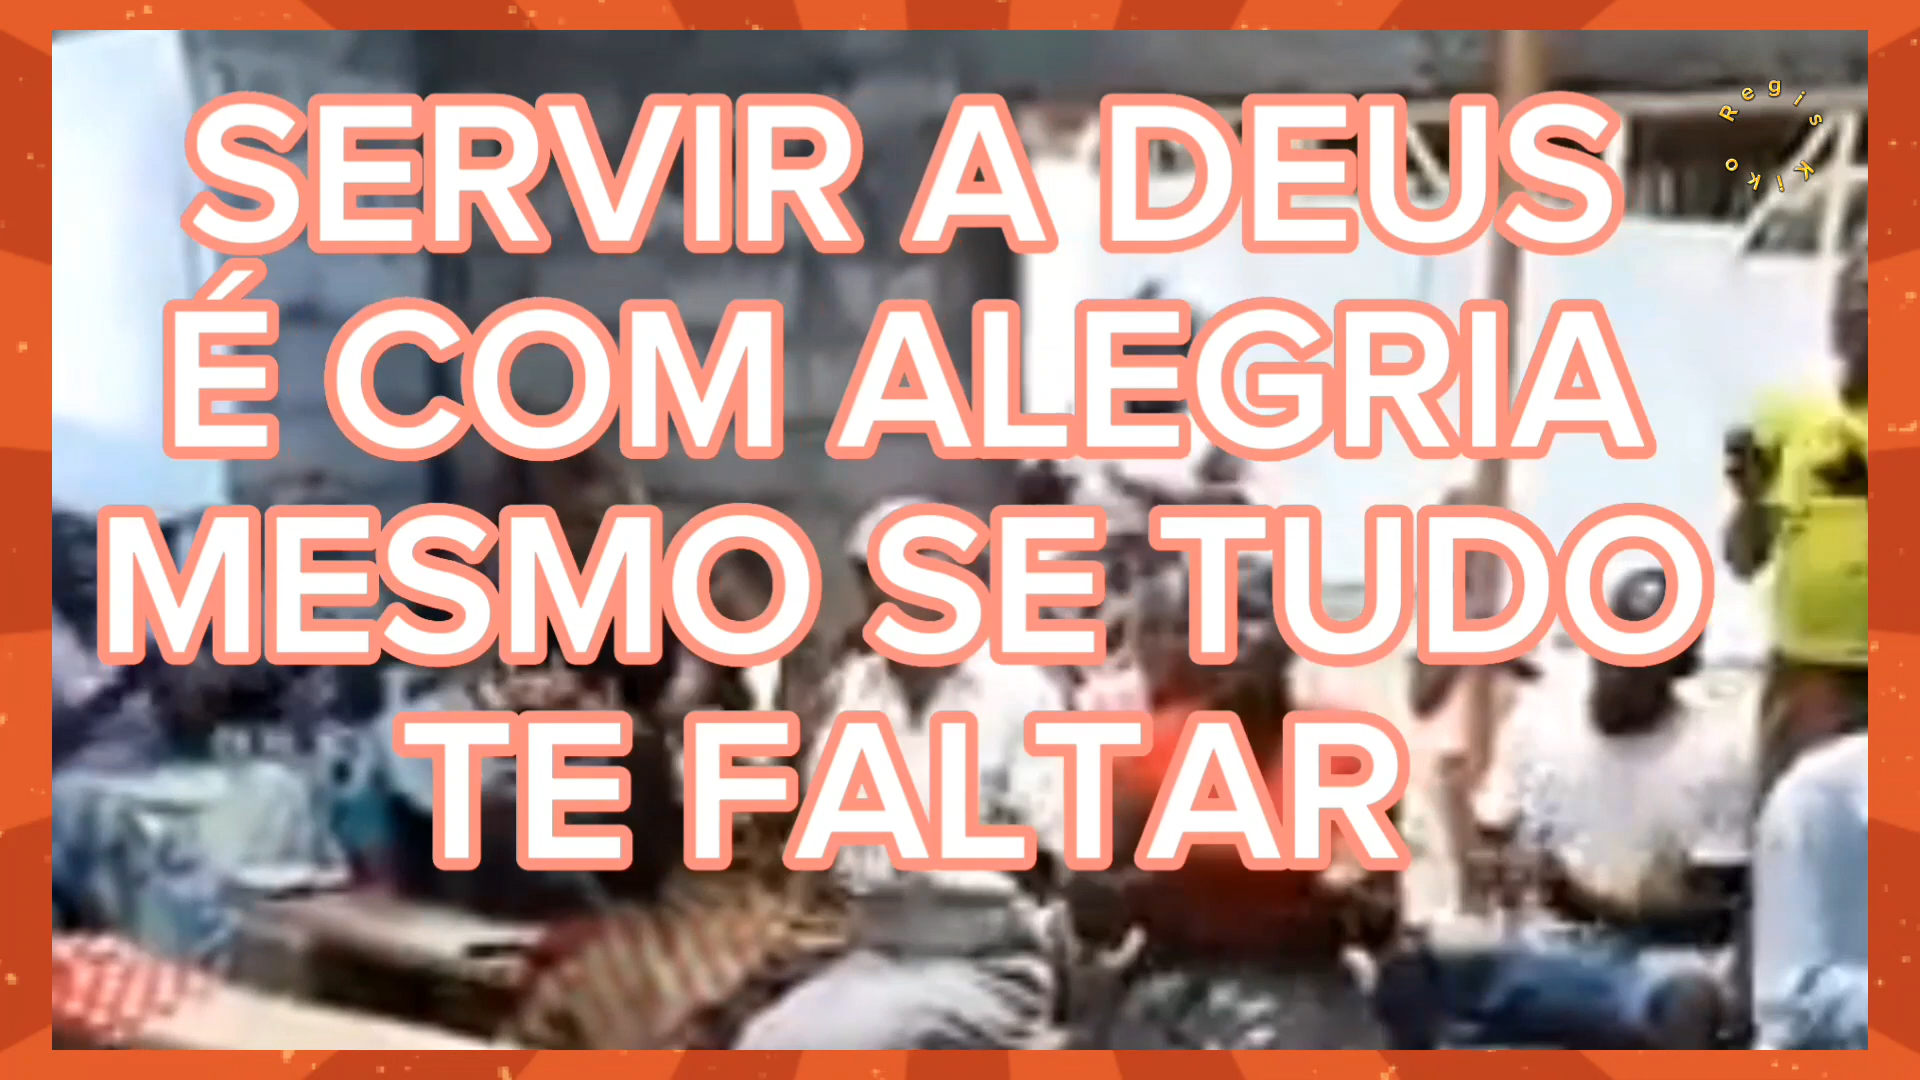 SERVIR A DEUS
É COM ALEGRIA
MESMO SE TUDO
TE FALTAR
Regis Kiko